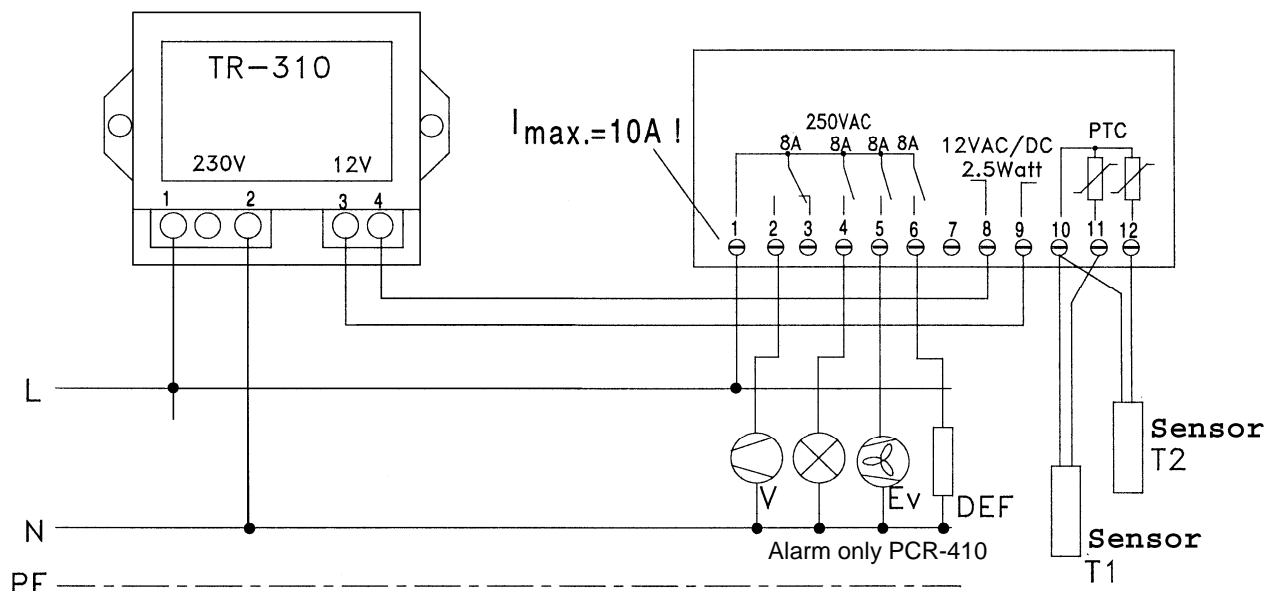 TR-310
230V 12V
1 2 3 4
I max.=10A !
250VAC
8A 8A 8A 8A
12VAC/DC
2.5Watt
PTC
1 2 3 4 5 6 7 8 9 10 11 12
L
V
Ev
DEF
Sensor
T2
N
Alarm only PCR-410
Sensor
T1
PE